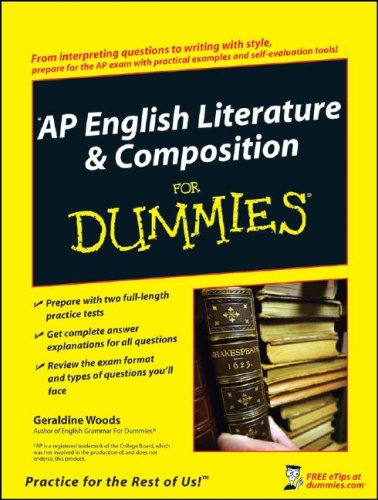 From interpreting questions to writing with style,
prepare for the AP exam with practical examples and self-evaluation tools!
*AP English Literature
& Composition
FOR
DUMMIES®
Prepare with two full-length
practice tests
Get complete answer
explanations for all questions
Review the exam format
and types of questions you'll
face
SHAKESPEARE
1623.
Geraldine Woods
Author of English Grammar For Dummies®
*AP is a registered trademark of the College Board, which
was not involved in the production of, and does not
endorse, this product.
Practice for the Rest of Us!™
FREE eTips at
dummies.com®